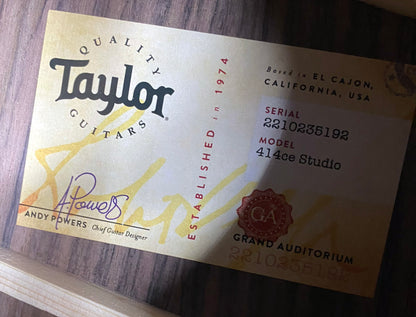 QUALITY
Taylor
GUITARS
ESTABLISHED in 1974
Based in EL CAJON,
CALIFORNIA, USA
SERIAL
2210235192
MODEL
414ce Studio
A Powers
ANDY POWERS Chief Guitar Designer
GA
GRAND AUDITORIUM
2210235192